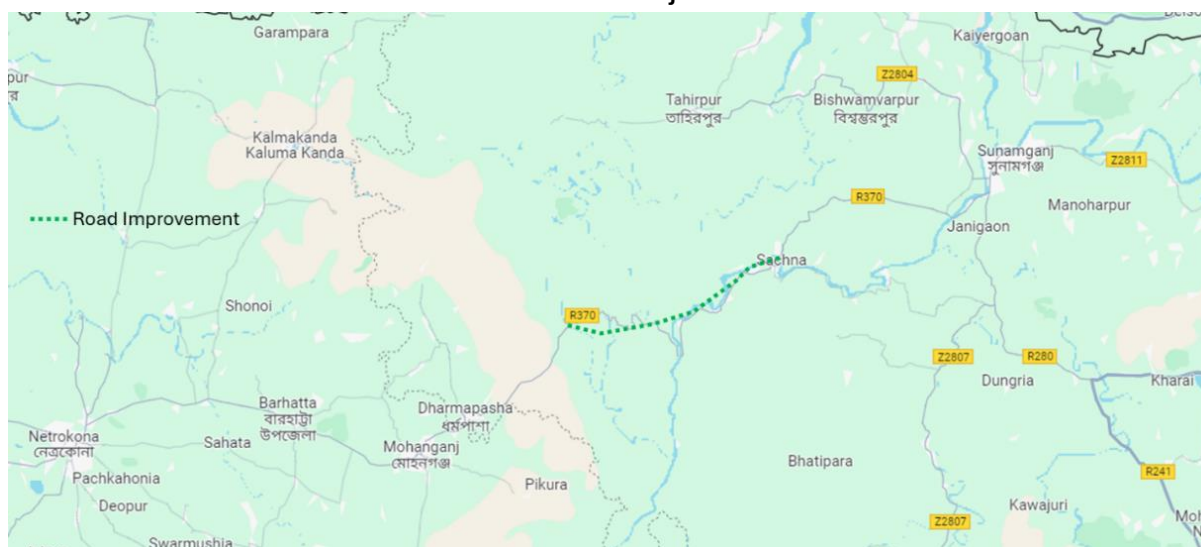 Garampara
Kaiyergoan
Z2804
Tahirpur
তাহিরপুর
Bishwamvarpur
বিশ্বম্ভরপুর
Kalmakanda
Kaluma Kanda
Sunamganj
সুনামগঞ্জ
Z2811
R370
Manoharpur
Road Improvement
Janigaon
Sachna
Shonoi
R370
Z2807
R280
Dungria
Kharai
Barhatta
বারহাট্টা
উপজেলা
Dharmapasha
ধর্মপাশা
Netrokona
নেত্রকোনা
Sahata
Mohanganj
মোহনগঞ্জ
Bhatipara
R241
Pachkahonia
Pikura
Deopur
Kawajuri
Z2807
Swarmushia